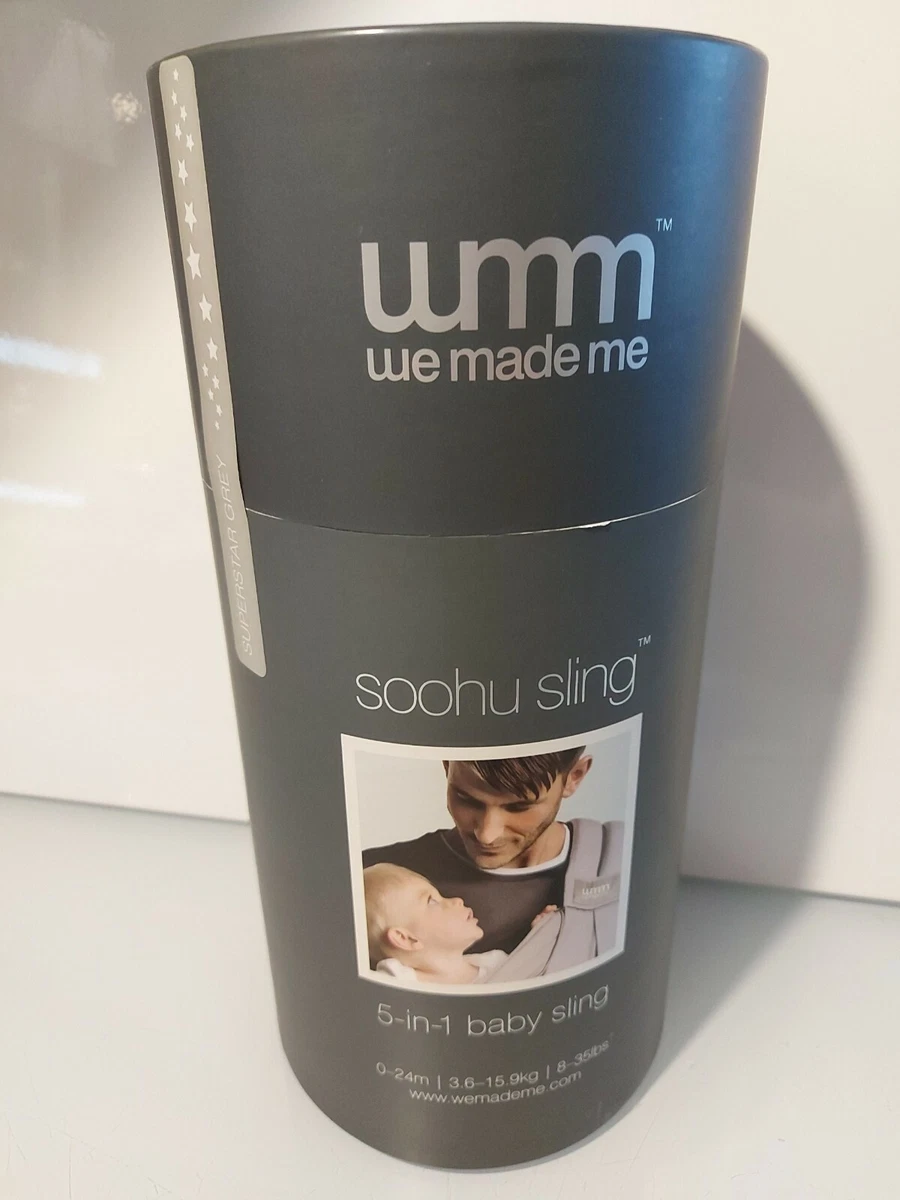 wmm™
we made me
SUPERSTAR GREY
soohu sling™
wmm
5-in-1 baby sling
0-24m | 3.6-15.9kg | 8-35lbs
www.wemademe.com